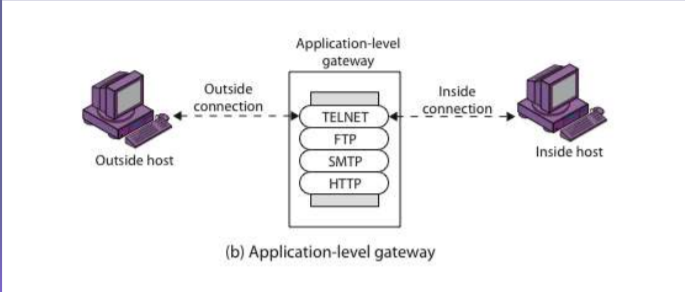 Application-level
gateway
Outside
connection
Inside
connection
TELNET
FTP
SMTP
HTTP
Outside host
Inside host
(b) Application-level gateway